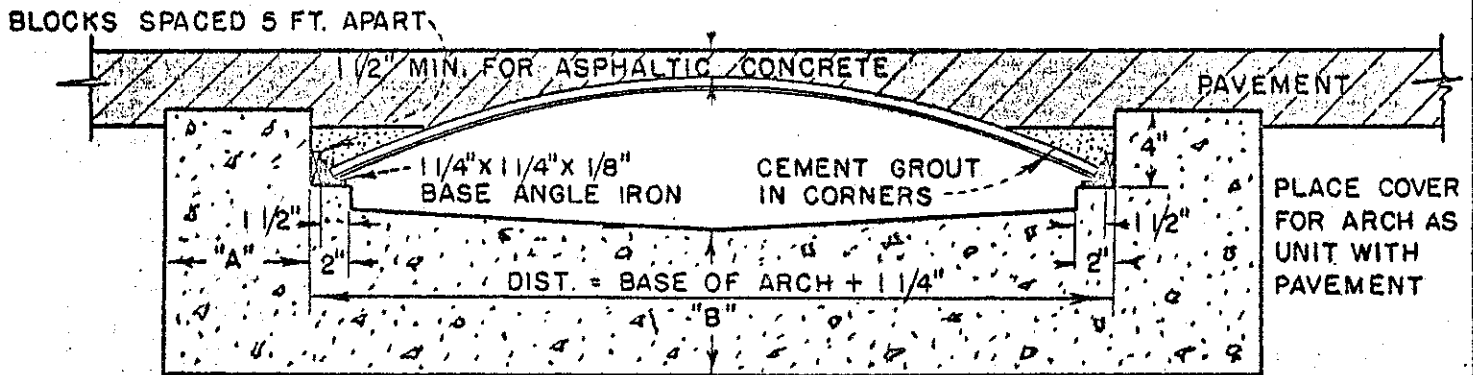 BLOCKS SPACED 5 FT. APART
1 1/2" MIN. FOR ASPHALTIC CONCRETE
PAVEMENT
1 1/4" X 1 1/4" X 1/8"
BASE ANGLE IRON
CEMENT GROUT
IN CORNERS
4"
PLACE COVER
FOR ARCH AS
UNIT WITH
PAVEMENT
1 1/2"
1 1/2"
"A"
2"
2"
DIST. = BASE OF ARCH + 1 1/4"
"B"